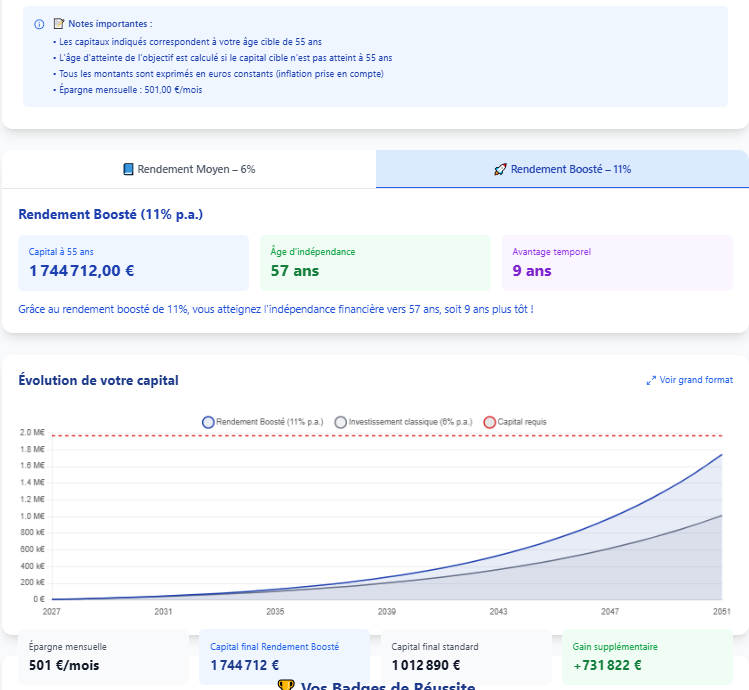 Notes importantes :
• Les capitaux indiqués correspondent à votre âge cible de 55 ans
• L'âge d'atteinte de l'objectif est calculé si le capital cible n'est pas atteint à 55 ans
• Tous les montants sont exprimés en euros constants (inflation prise en compte)
• Épargne mensuelle : 501,00 €/mois
Rendement Moyen – 6%
Rendement Boosté – 11%
Rendement Boosté (11% p.a.)
Capital à 55 ans
1 744 712,00 €
Âge d'indépendance
57 ans
Avantage temporel
9 ans
Grâce au rendement boosté de 11%, vous atteignez l'indépendance financière vers 57 ans, soit 9 ans plus tôt !
Évolution de votre capital
Voir grand format
Rendement Boosté (11% p.a.)
Investissement classique (6% p.a.)
Capital requis
2.0 M€
1.8 M€
1.6 M€
1.4 M€
1.2 M€
1.0 M€
800 k€
600 k€
400 k€
200 k€
0 €
2027
2031
2035
2039
2043
2047
2051
Épargne mensuelle
501 €/mois
Capital final Rendement Boosté
1 744 712 €
Capital final standard
1 012 890 €
Gain supplémentaire
+731 822 €
Vos Badges de Réussite